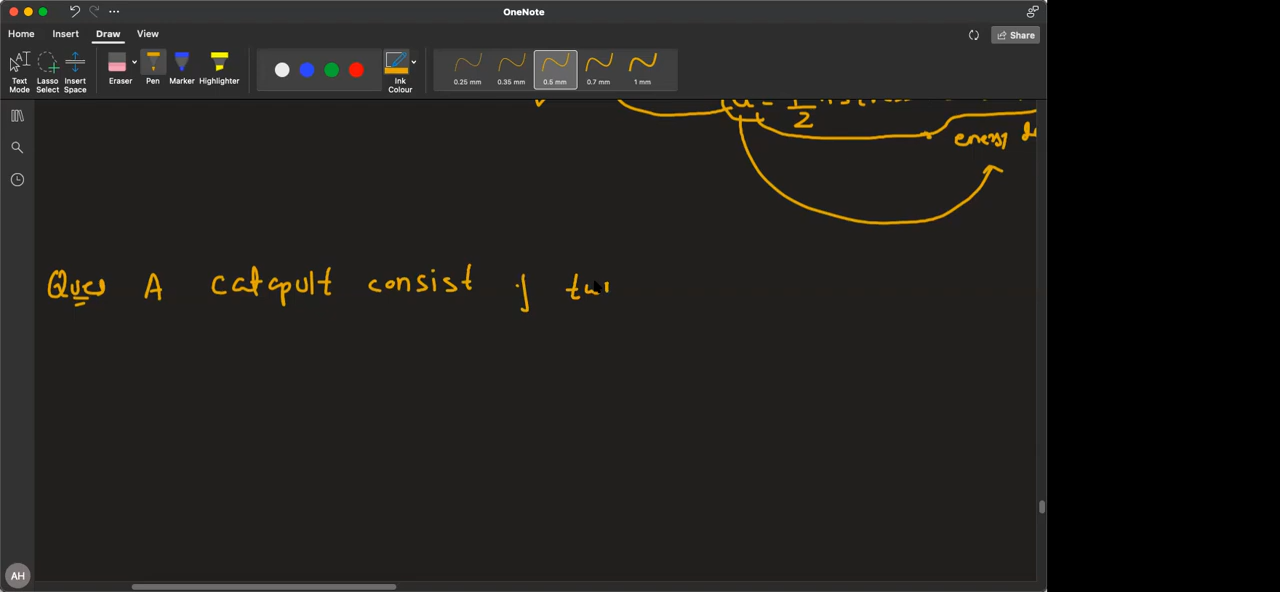 OneNote
Home Insert Draw View
Share
Text Mode Lasso Select Insert Space Eraser Pen Marker Highlighter Ink Colour 0.25 mm 0.35 mm 0.5 mm 0.7 mm 1 mm
u = 1/2
energy
Ques A catapult consist of
AH